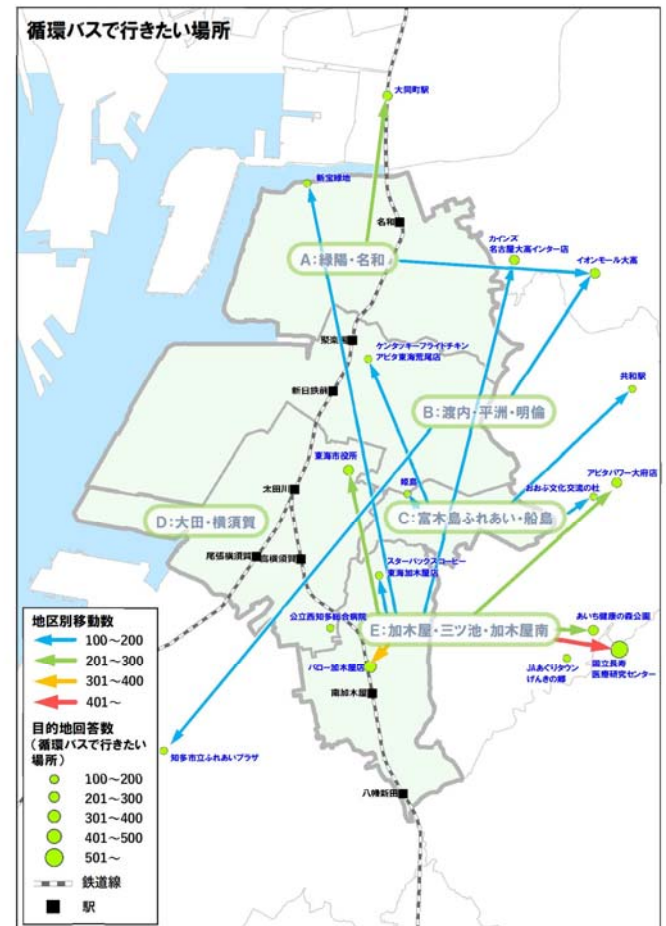 循環バスで行きたい場所
大同町駅
新宝緑地
名和
カインズ
名古屋大高インター店
イオンモール大高
A:緑陽・名和
聚楽園
ケンタッキーフライドチキン
アピタ東海荒尾店
新日鉄前
共和駅
B:渡内・平洲・明倫
東海市役所
姫島
アピタパワー大府店
おおぶ文化交流の杜
太田川
D:大田・横須賀
C:富木島ふれあい・船島
尾張横須賀
高横須賀
スターバックスコーヒー
東海加木屋店
地区別移動数
100～200
201～300
301～400
401～
公立西知多総合病院
E:加木屋・三ツ池・加木屋南
あいち健康の森公園
バロー加木屋店
JAあぐりタウン
げんきの郷
国立長寿
医療研究センター
南加木屋
目的地回答数
(循環バスで行きたい
場所)
100～200
201～300
301～400
401～500
501～
知多市立ふれあいプラザ
八幡新田
鉄道線
駅